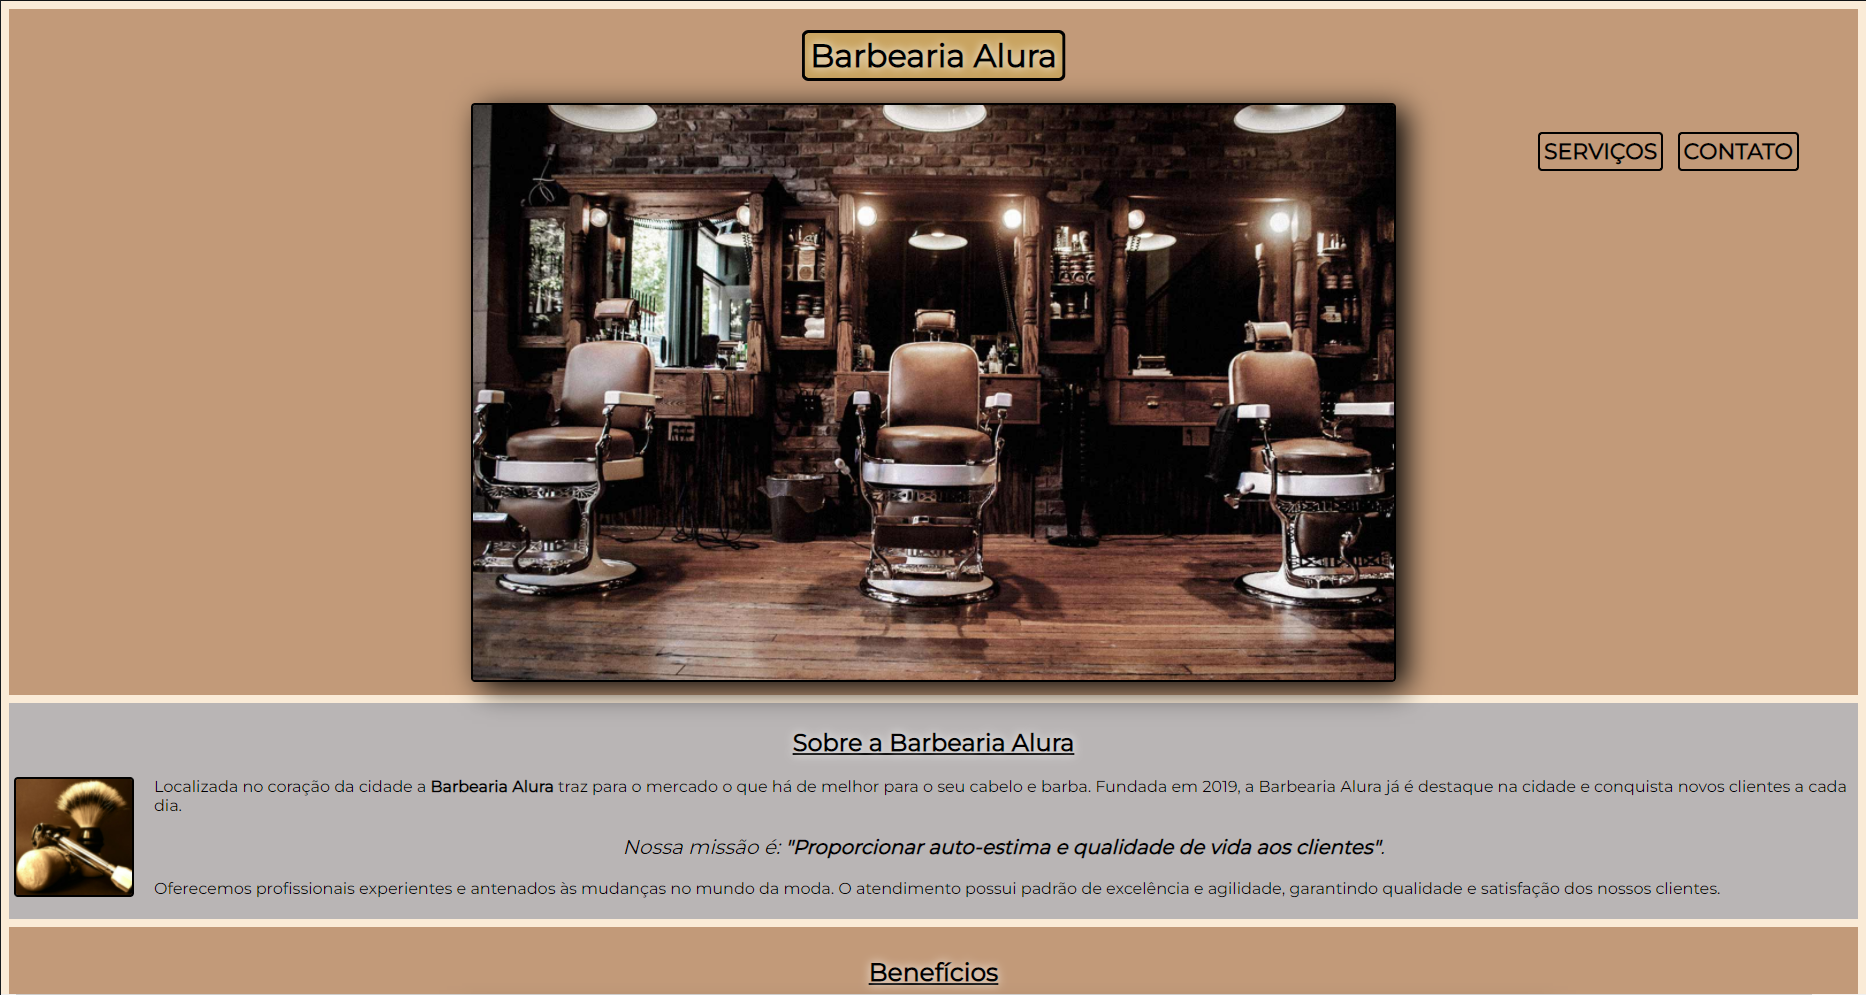 Barbearia Alura
SERVIÇOS CONTATO
Sobre a Barbearia Alura
Localizada no coração da cidade a Barbearia Alura traz para o mercado o que há de melhor para o seu cabelo e barba. Fundada em 2019, a Barbearia Alura já é destaque na cidade e conquista novos clientes a cada
dia.
Nossa missão é: "Proporcionar auto-estima e qualidade de vida aos clientes".
Oferecemos profissionais experientes e antenados às mudanças no mundo da moda. O atendimento possui padrão de excelência e agilidade, garantindo qualidade e satisfação dos nossos clientes.
Benefícios